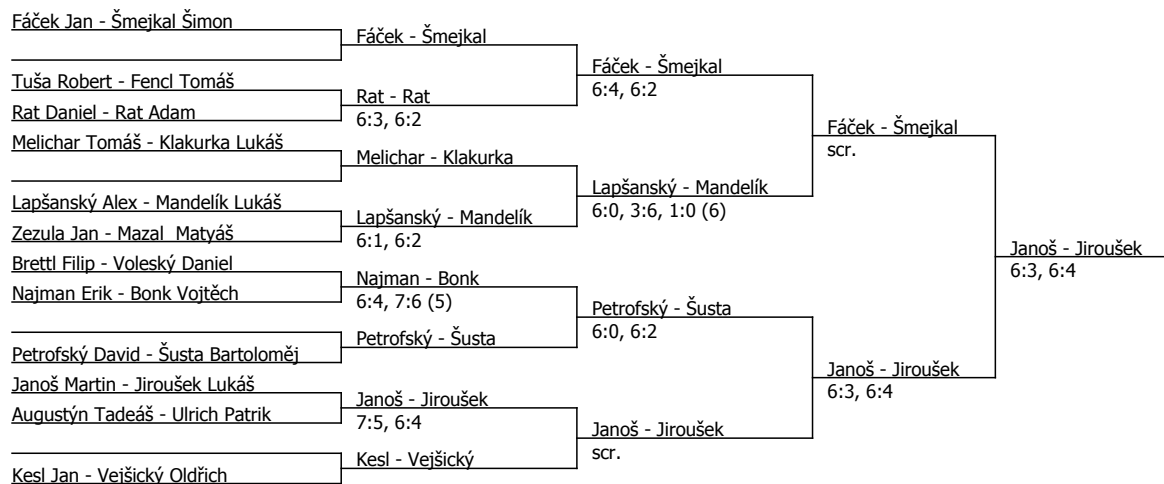 Fáček Jan - Šmejkal Šimon
Tuša Robert - Fencl Tomáš
Rat Daniel - Rat Adam
Melichar Tomáš - Klakurka Lukáš
Lapšanský Alex - Mandelík Lukáš
Zezula Jan - Mazal  Matyáš
Brettl Filip - Voleský Daniel
Najman Erik - Bonk Vojtěch
Petrofský David - Šusta Bartoloměj
Janoš Martin - Jiroušek Lukáš
Augustýn Tadeáš - Ulrich Patrik
Kesl Jan - Vejšický Oldřich
Fáček - Šmejkal
Rat - Rat
6:3, 6:2
Melichar - Klakurka
Lapšanský - Mandelík
6:1, 6:2
Najman - Bonk
6:4, 7:6 (5)
Petrofský - Šusta
Janoš - Jiroušek
7:5, 6:4
Kesl - Vejšický
Fáček - Šmejkal
6:4, 6:2
Lapšanský - Mandelík
6:0, 3:6, 1:0 (6)
Petrofský - Šusta
6:0, 6:2
Janoš - Jiroušek
scr.
Fáček - Šmejkal
scr.
Janoš - Jiroušek
6:3, 6:4
Janoš - Jiroušek
6:3, 6:4